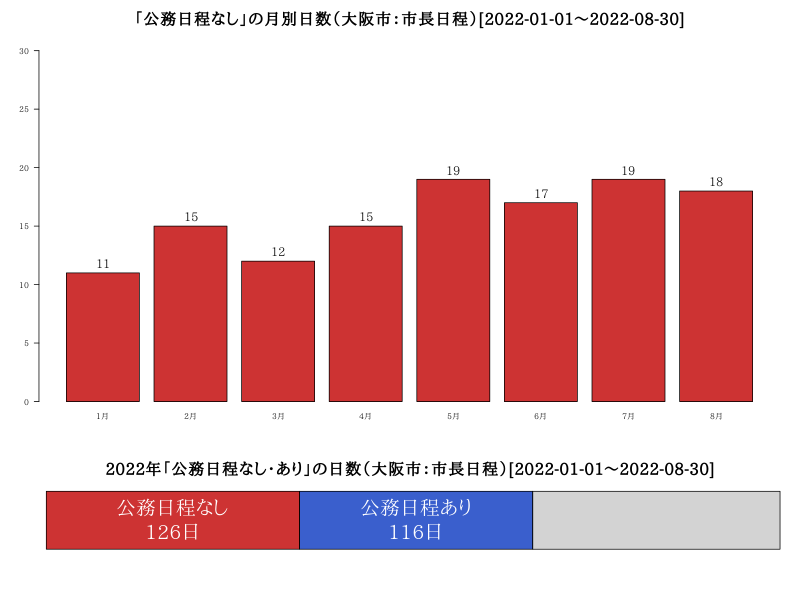 「公務日程なし」の月別日数（大阪市：市長日程）[2022-01-01～2022-08-30]
30
25
20
15
10
5
0
11
15
12
15
19
17
19
18
1月
2月
3月
4月
5月
6月
7月
8月
2022年「公務日程なし・あり」の日数（大阪市：市長日程）[2022-01-01～2022-08-30]
公務日程なし
126日
公務日程あり
116日